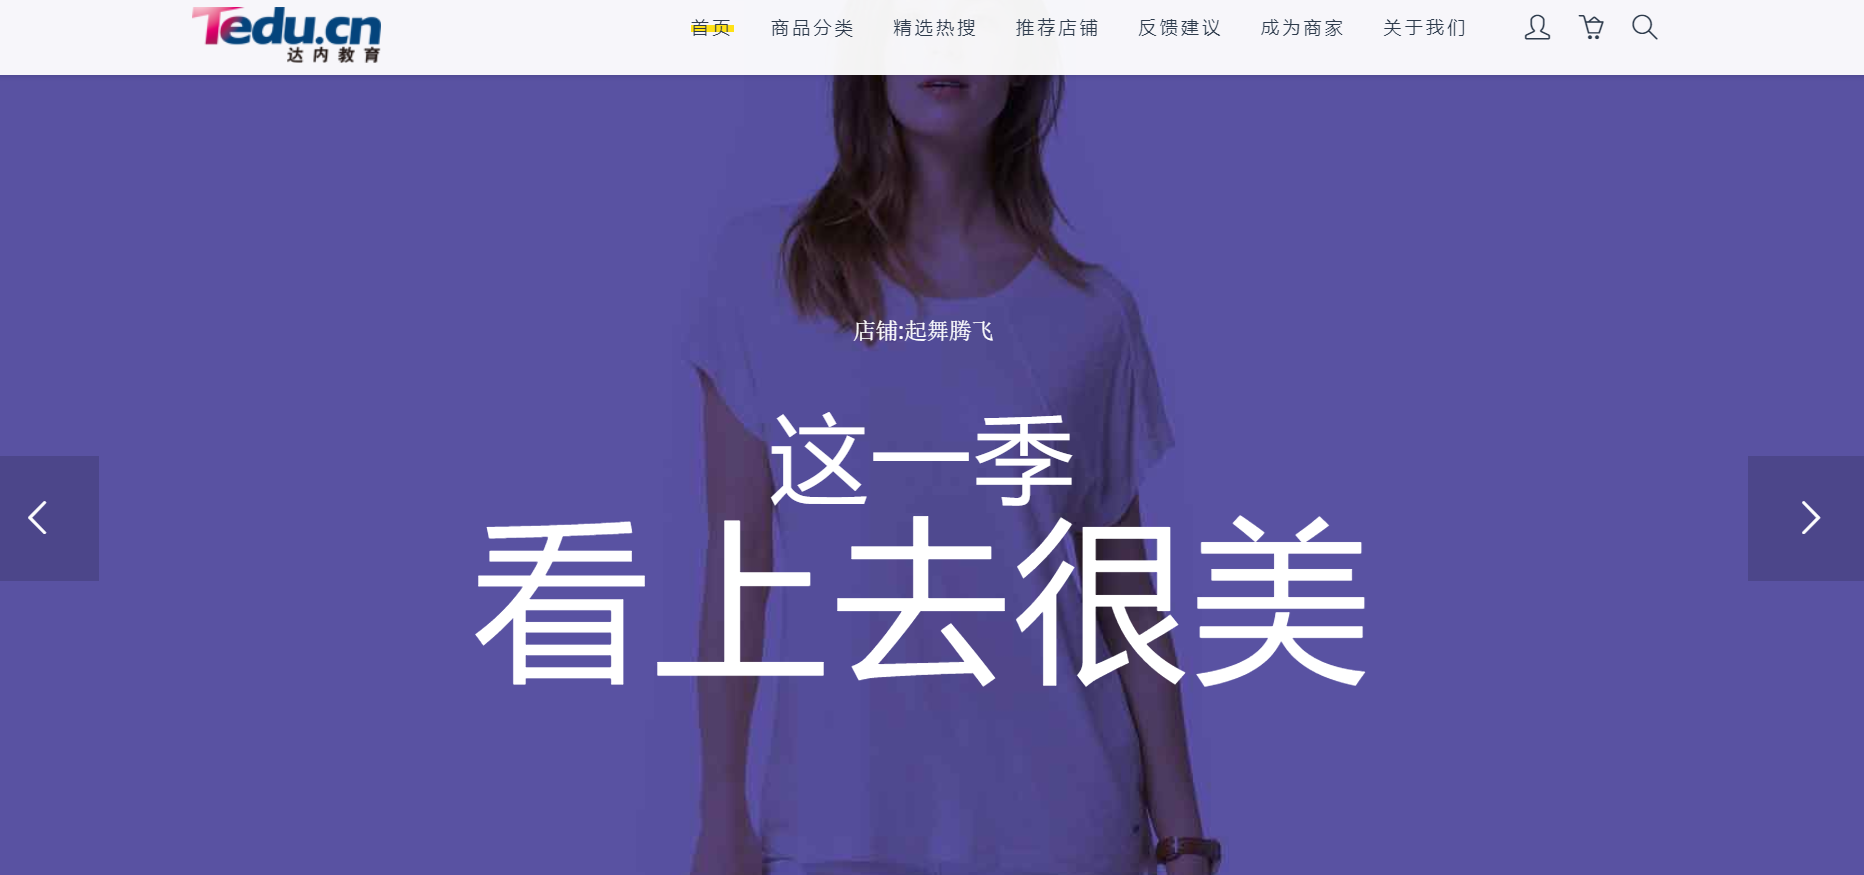 Tedu.cn
达内教育
首页 商品分类 精选热搜 推荐店铺 反馈建议 成为商家 关于我们
店铺:起舞腾飞
这一季
看上去很美